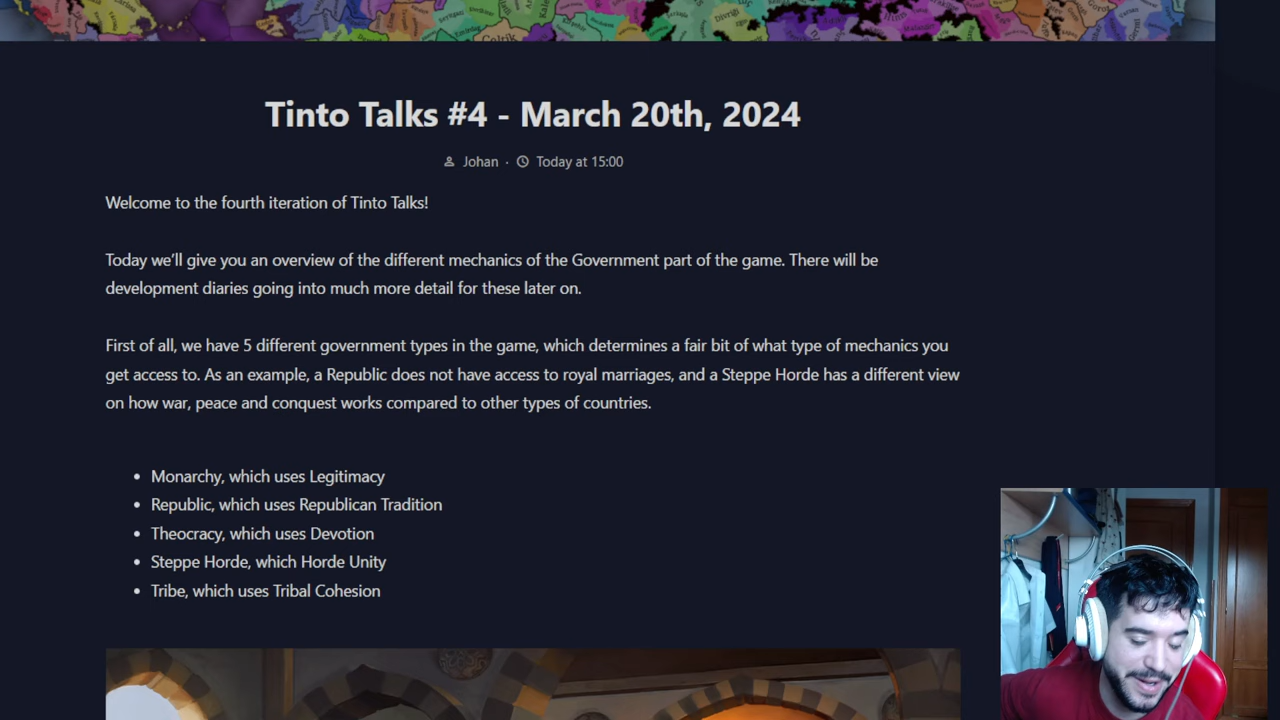 Tinto Talks #4 - March 20th, 2024
Johan · Today at 15:00
Welcome to the fourth iteration of Tinto Talks!
Today we'll give you an overview of the different mechanics of the Government part of the game. There will be
development diaries going into much more detail for these later on.
First of all, we have 5 different government types in the game, which determines a fair bit of what type of mechanics you
get access to. As an example, a Republic does not have access to royal marriages, and a Steppe Horde has a different view
on how war, peace and conquest works compared to other types of countries.
• Monarchy, which uses Legitimacy
• Republic, which uses Republican Tradition
• Theocracy, which uses Devotion
• Steppe Horde, which Horde Unity
• Tribe, which uses Tribal Cohesion